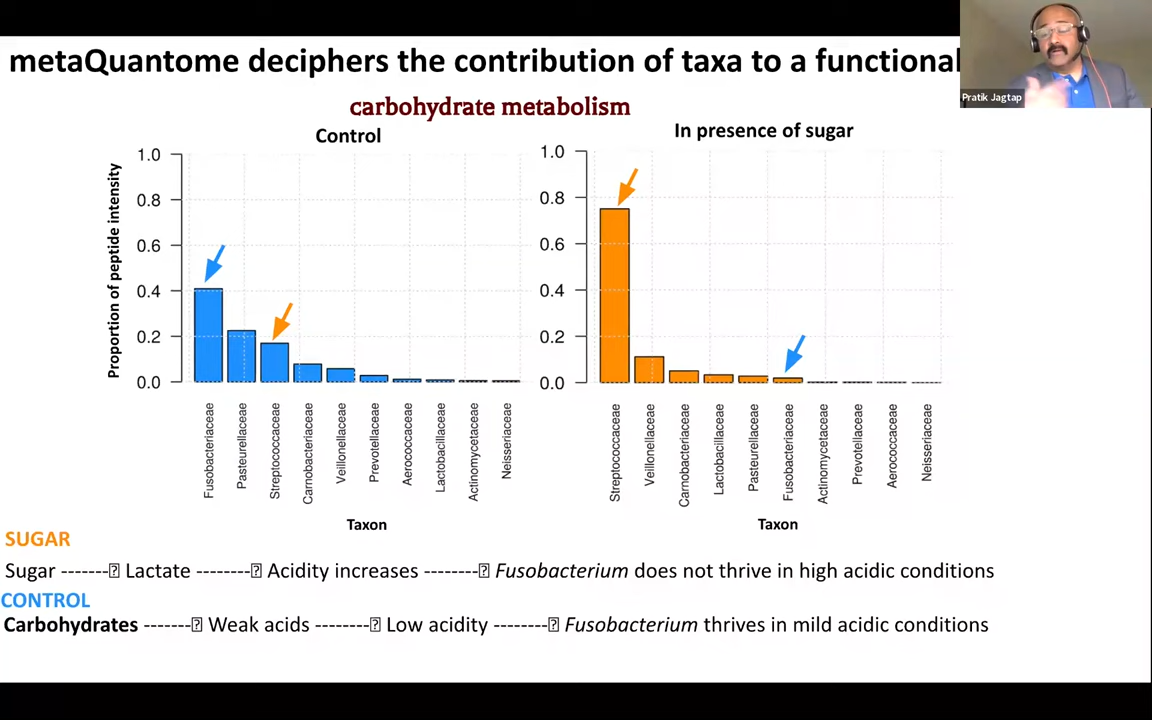 metaQuantome deciphers the contribution of taxa to a functional
Pratik Jagtap
carbohydrate metabolism
Control
In presence of sugar
Proportion of peptide intensity
1.0
0.8
0.6
0.4
0.2
0.0
Fusobacteriaceae
Pasteurellaceae
Streptococcaceae
Carnobacteriaceae
Veillonellaceae
Prevotellaceae
Aerococcaceae
Lactobacillaceae
Actinomycetaceae
Neisseriaceae
Taxon
1.0
0.8
0.6
0.4
0.2
0.0
Streptococcaceae
Veillonellaceae
Carnobacteriaceae
Lactobacillaceae
Pasteurellaceae
Fusobacteriaceae
Actinomycetaceae
Prevotellaceae
Aerococcaceae
Neisseriaceae
Taxon
SUGAR
Sugar -------⍰ Lactate --------⍰ Acidity increases --------⍰ Fusobacterium does not thrive in high acidic conditions
CONTROL
Carbohydrates -------⍰ Weak acids --------⍰ Low acidity --------⍰ Fusobacterium thrives in mild acidic conditions